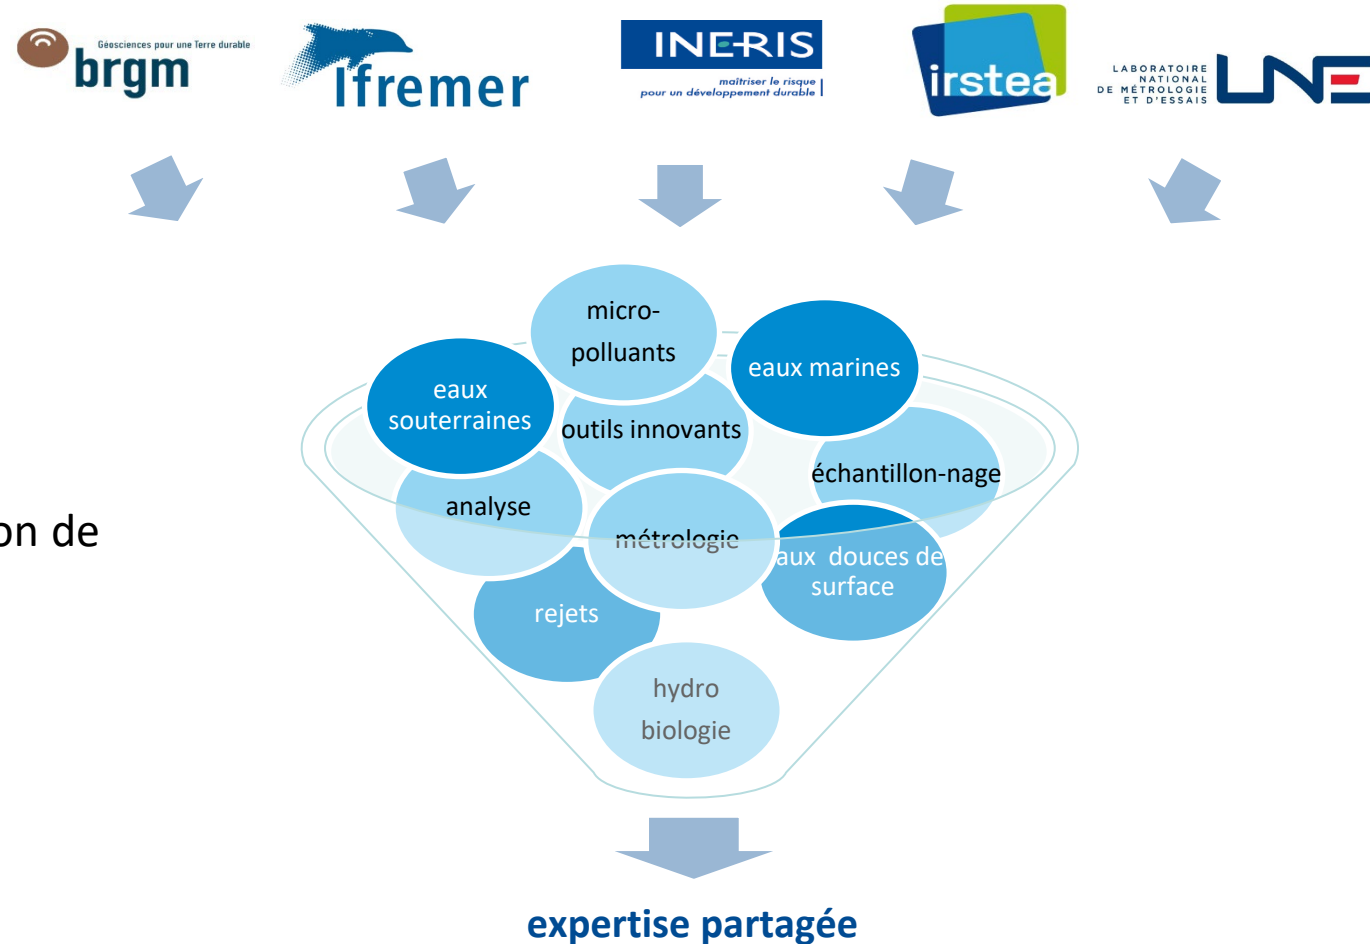 Géosciences pour une Terre durable
brgm
Ifremer
INERIS
maîtriser le risque
pour un développement durable
irstea
LABORATOIRE
NATIONAL
DE MÉTROLOGIE
ET D'ESSAIS
LNE
micro-
polluants
eaux marines
eaux
souterraines
outils innovants
échantillon-nage
analyse
on de
métrologie
aux douces de
surface
rejets
hydro
biologie
expertise partagée